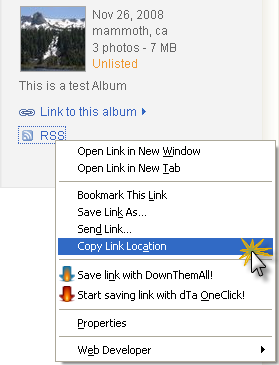 Nov 26, 2008
mammoth, ca
3 photos - 7 MB
Unlisted
This is a test Album
Link to this album
RSS
Open Link in New Window
Open Link in New Tab
Bookmark This Link
Save Link As...
Send Link...
Copy Link Location
Save link with DownThemAll!
Start saving link with dTa OneClick!
Properties
Web Developer